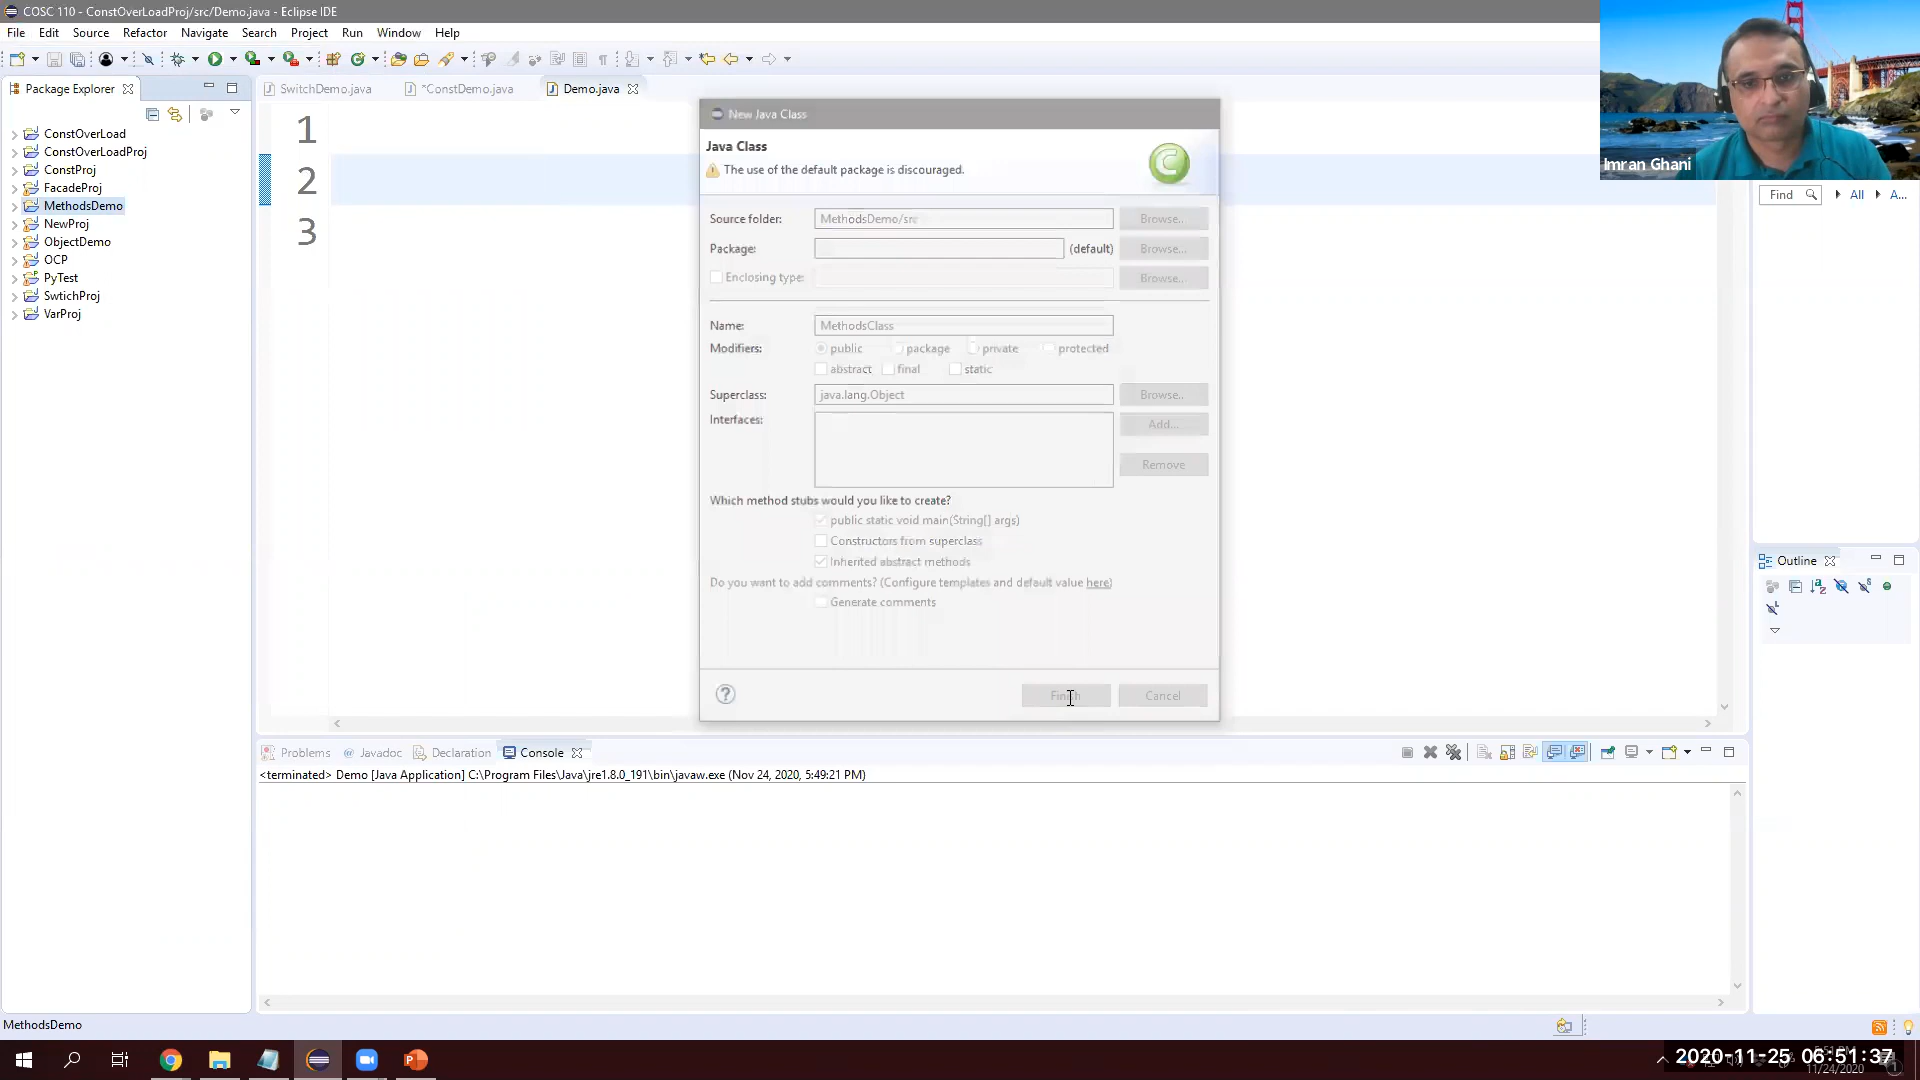 COSC 110 - ConstOverLoadProj/src/Demo.java - Eclipse IDE
File Edit Source Refactor Navigate Search Project Run Window Help
Package Explorer
SwitchDemo.java
*ConstDemo.java
Demo.java
ConstOverLoad
ConstOverLoadProj
ConstProj
FacadeProj
MethodsDemo
NewProj
ObjectDemo
OCP
PyTest
SwtichProj
VarProj
1
2
3
New Java Class
Java Class
The use of the default package is discouraged.
Source folder: MethodsDemo/src Browse...
Package: (default) Browse...
Enclosing type: Browse...
Name: MethodsClass
Modifiers: public package private protected
abstract final static
Superclass: java.lang.Object Browse...
Interfaces: Add...
Remove
Which method stubs would you like to create?
public static void main(String[] args)
Constructors from superclass
Inherited abstract methods
Do you want to add comments? (Configure templates and default value here)
Generate comments
? Finish Cancel
Imran Ghani
Find All A...
Outline
Problems Javadoc Declaration Console
<terminated> Demo [Java Application] C:\Program Files\Java\jre1.8.0_191\bin\javaw.exe (Nov 24, 2020, 5:49:21 PM)
MethodsDemo
2020-11-25 06:51:37
11/24/2020